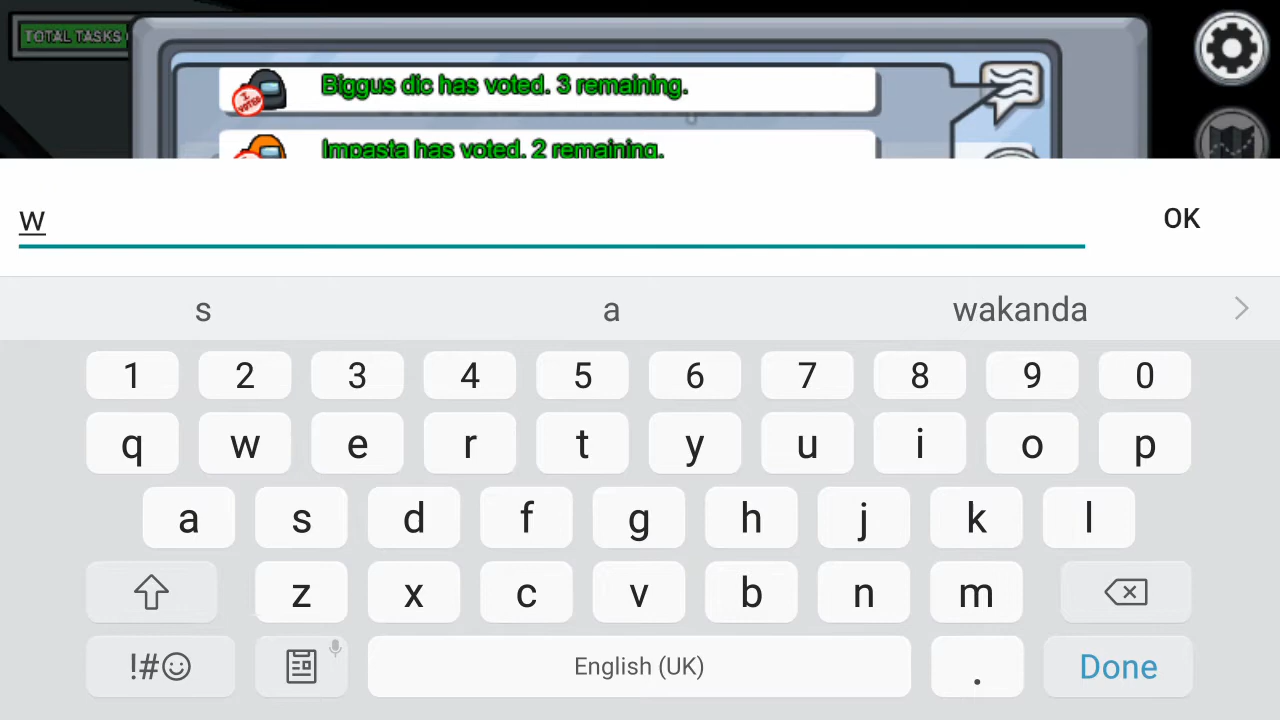 TOTAL TASKS
Biggus dic has voted. 3 remaining.
I VOTED
Impasta has voted. 2 remaining.
w
OK
s a wakanda
1 2 3 4 5 6 7 8 9 0
q w e r t y u i o p
a s d f g h j k l
z x c v b n m
!#☺ English (UK) . Done